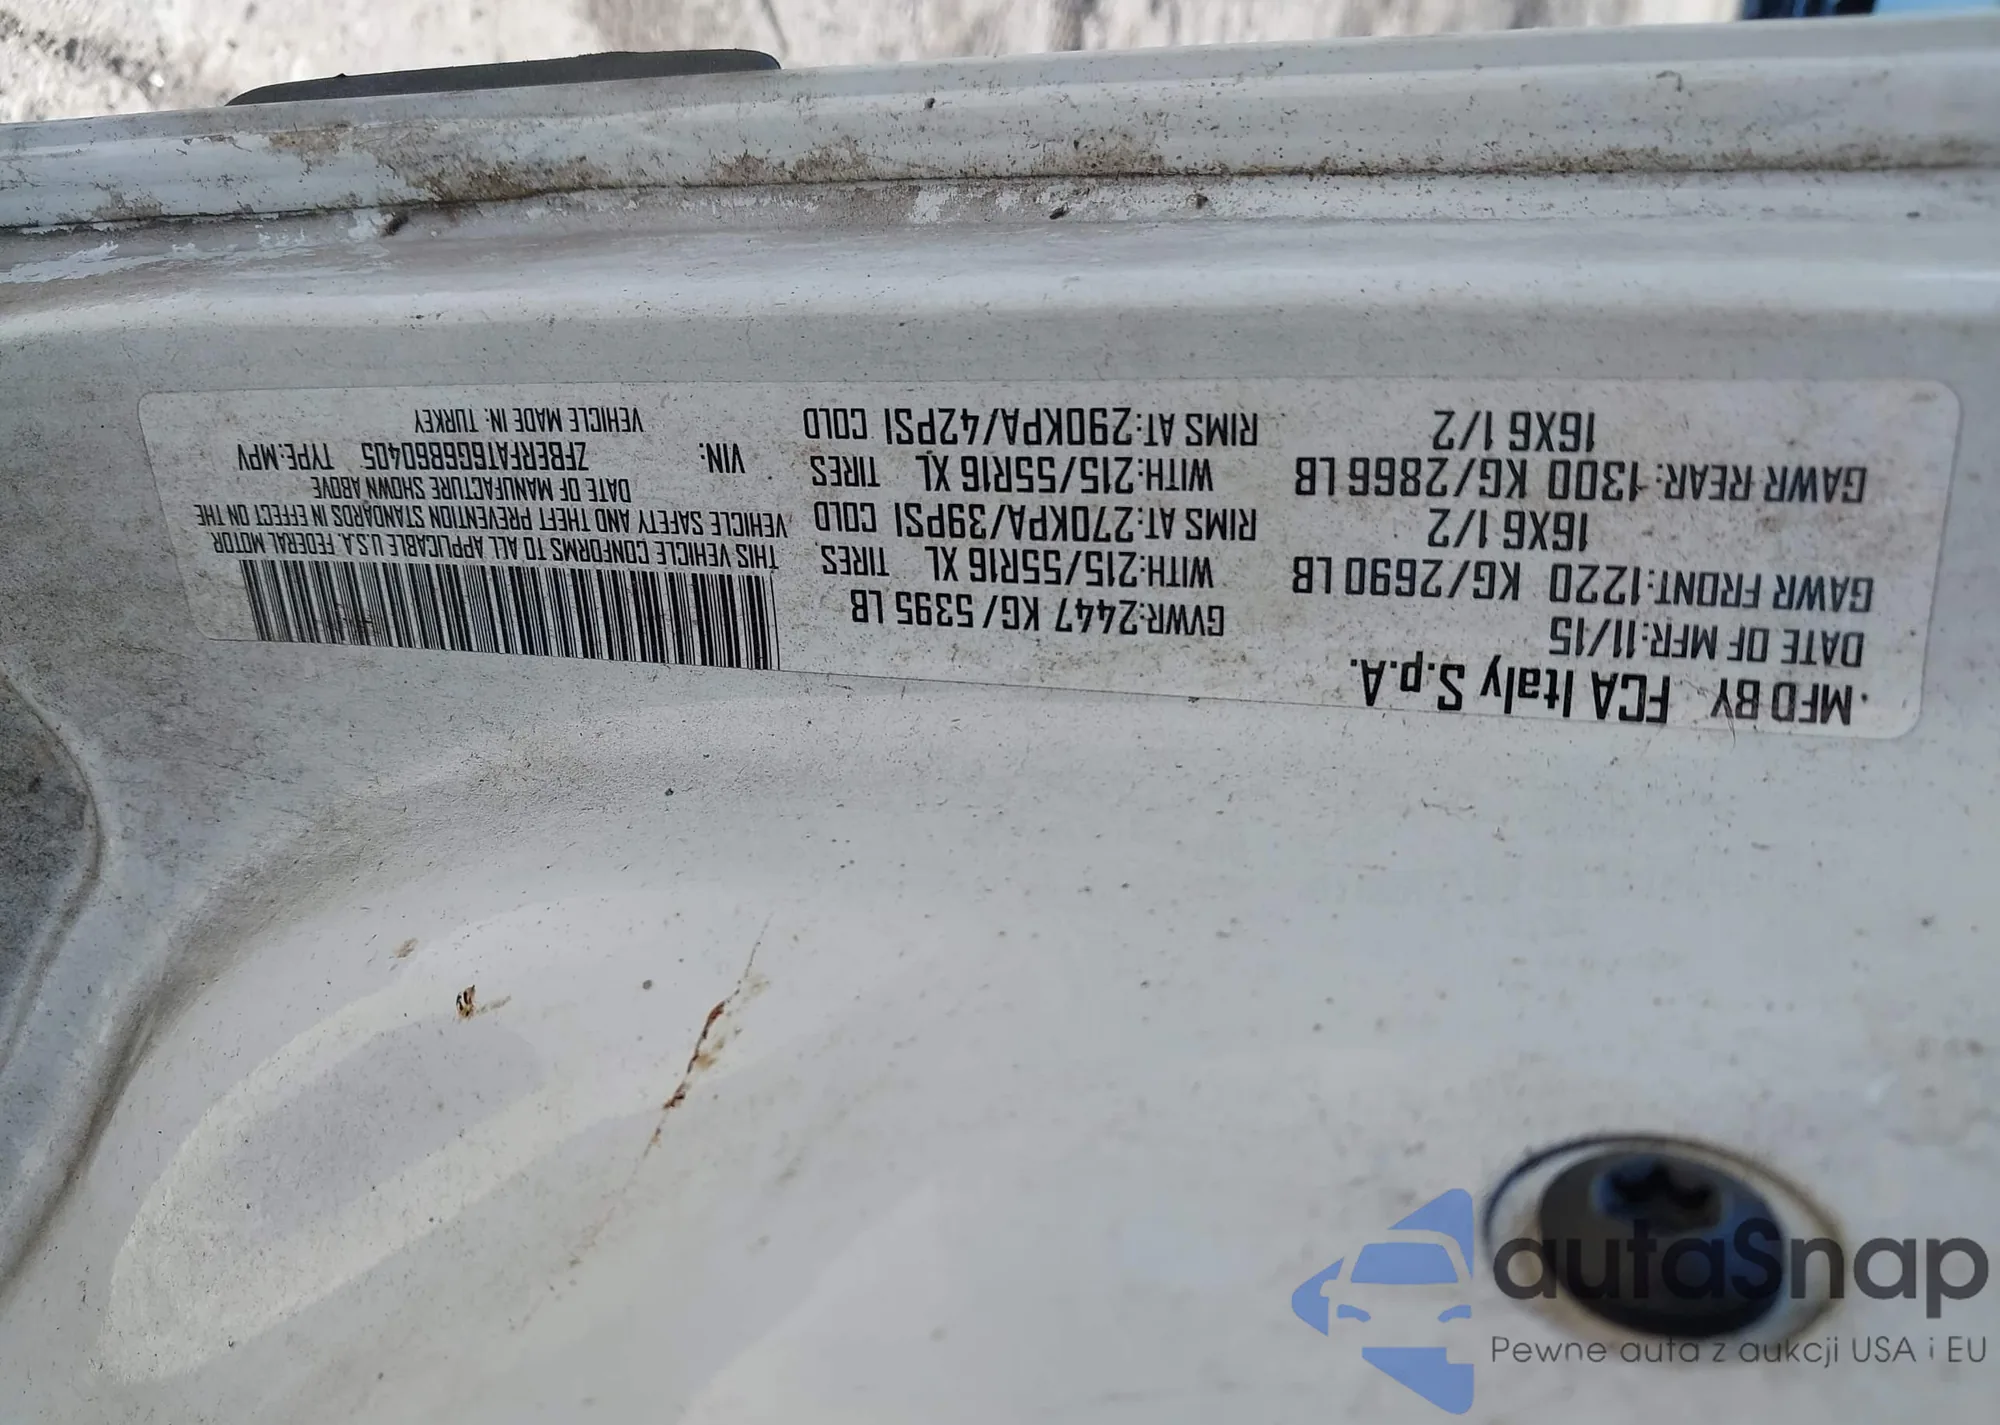 MFD BY FCA Italy S.p.A.
DATE OF MFR:11/15 GVWR:2447 KG/5395 LB
GAWR FRONT:1220 KG/2690 LB WITH:215/55R16 XL TIRES
16X6 1/2 RIMS AT:270KPA/39PSI COLD
GAWR REAR:1300 KG/2866 LB WITH:215/55R16 XL TIRES
16X6 1/2 RIMS AT:290KPA/42PSI COLD
THIS VEHICLE CONFORMS TO ALL APPLICABLE U.S.A. FEDERAL MOTOR
VEHICLE SAFETY AND THEFT PREVENTION STANDARDS IN EFFECT ON THE
DATE OF MANUFACTURE SHOWN ABOVE
VIN: ZFBERFAT6G6860405 TYPE:MPV
VEHICLE MADE IN: TURKEY
autaSnap
Pewne auta z aukcji USA i EU